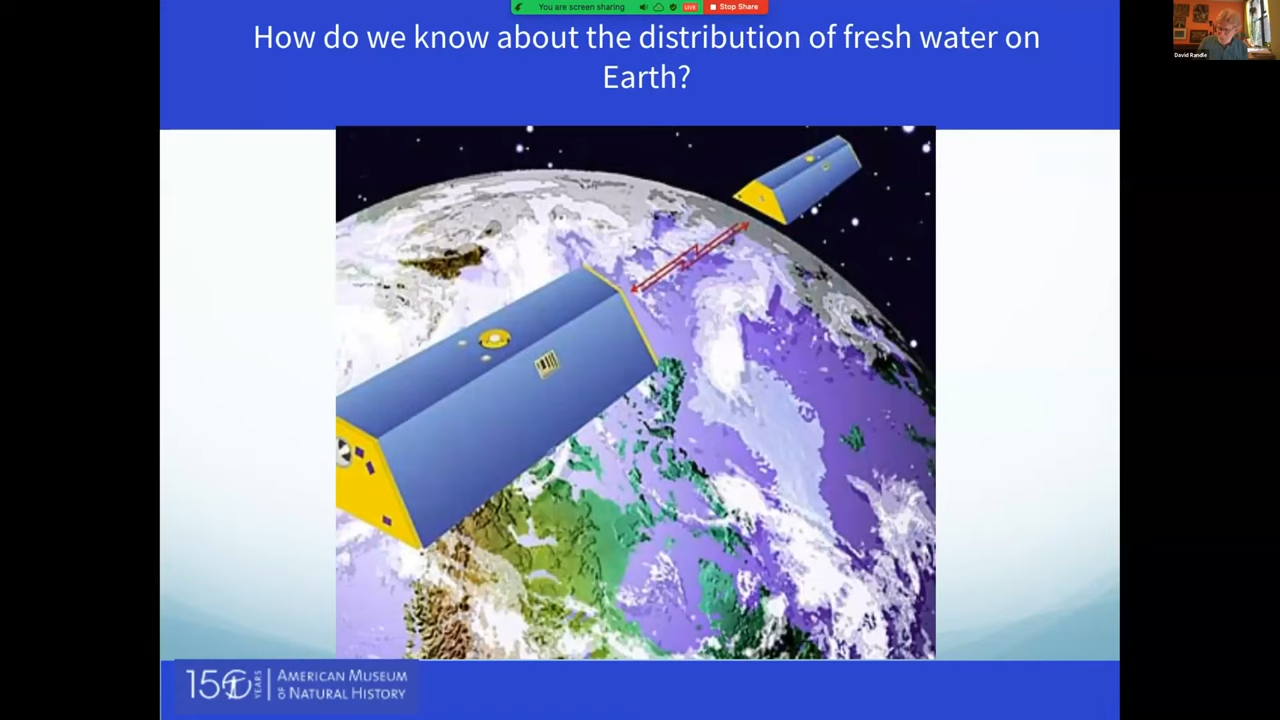 You are screen sharing
LIVE
Stop Share
How do we know about the distribution of fresh water on
Earth?
David Randle
150 YEARS
AMERICAN MUSEUM
OF NATURAL HISTORY